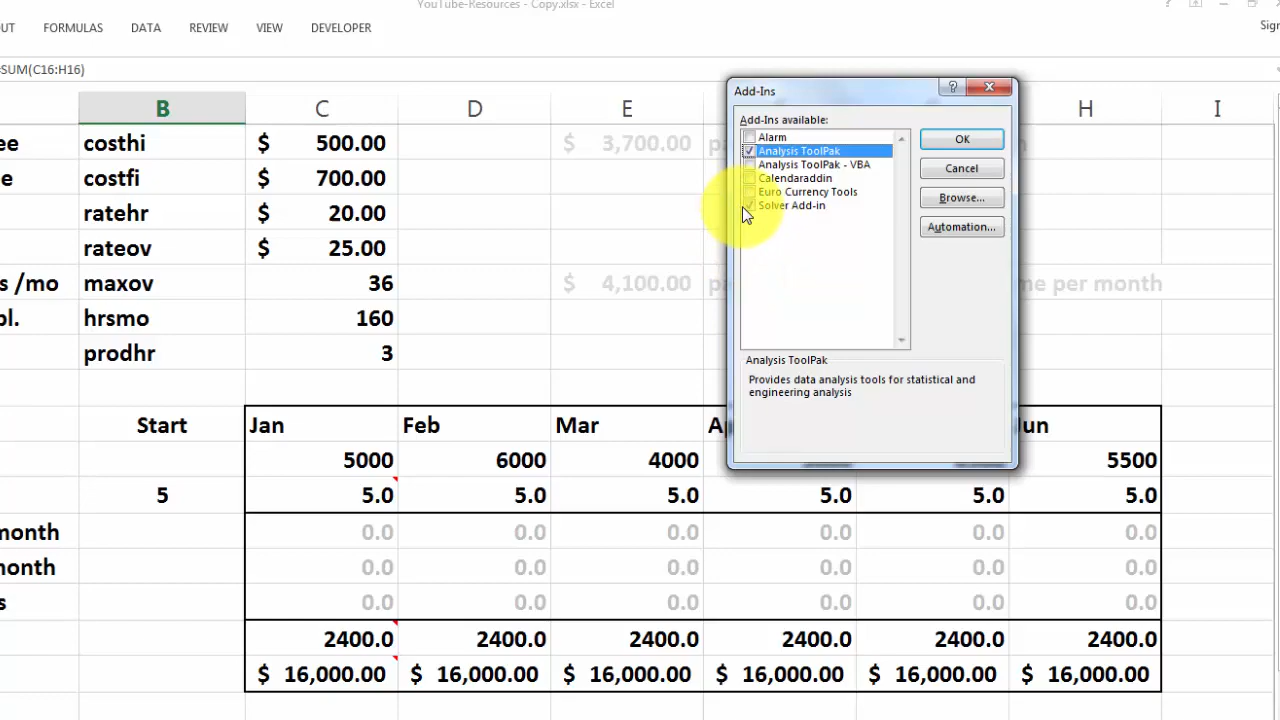 YouTube-Resources - Copy.xlsx - Excel
OUT FORMULAS DATA REVIEW VIEW DEVELOPER Sign
=SUM(C16:H16)
B C D E H I
Add-Ins
Add-Ins available:
Alarm
Analysis ToolPak
Analysis ToolPak - VBA
Calendaraddin
Euro Currency Tools
Solver Add-in
OK
Cancel
Browse...
Automation...
Analysis ToolPak
Provides data analysis tools for statistical and
engineering analysis
ee costhi $ 500.00 $ 3,700.00
e costfi $ 700.00
ratehr $ 20.00
rateov $ 25.00
s /mo maxov 36 $ 4,100.00 me per month
pl. hrsmo 160
prodhr 3
Start Jan Feb Mar Jun
5000 6000 4000 5500
5 5.0 5.0 5.0 5.0 5.0 5.0
month 0.0 0.0 0.0 0.0 0.0 0.0
month 0.0 0.0 0.0 0.0 0.0 0.0
s 0.0 0.0 0.0 0.0 0.0 0.0
2400.0 2400.0 2400.0 2400.0 2400.0 2400.0
$ 16,000.00 $ 16,000.00 $ 16,000.00 $ 16,000.00 $ 16,000.00 $ 16,000.00